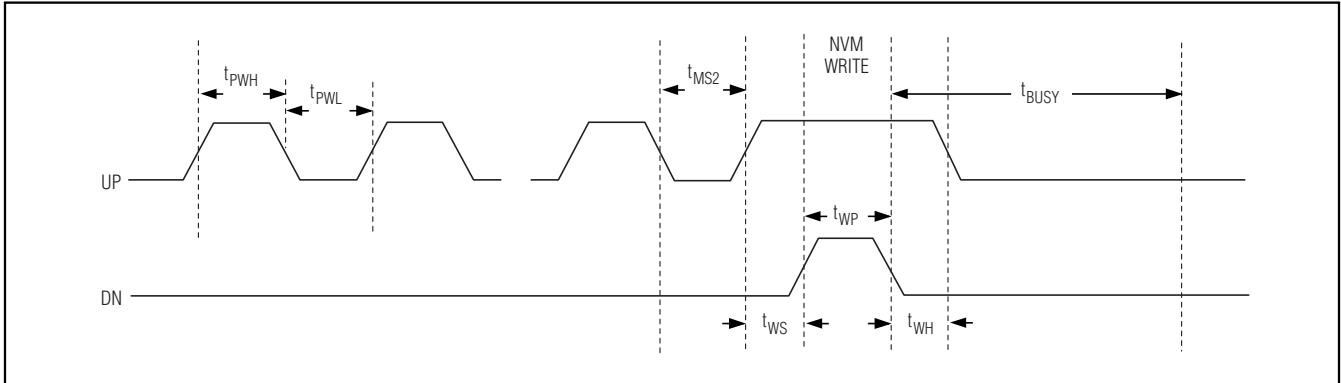 NVM
WRITE
tPWH
tPWL
tMS2
tBUSY
UP
tWP
DN
tWS
tWH